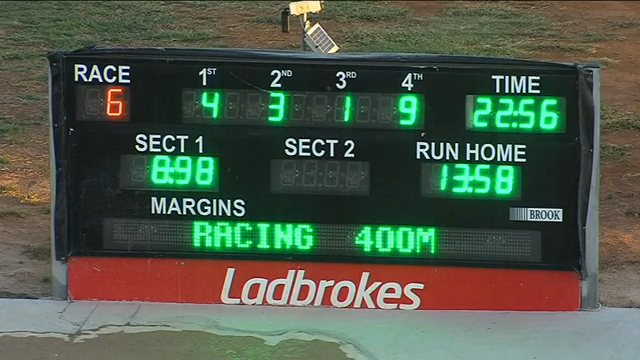 RACE 1ST 2ND 3RD 4TH TIME
6 4 3 1 9 22:56
SECT 1 SECT 2 RUN HOME
8:98 13:58
MARGINS BROOK
RACING 400M
Ladbrokes